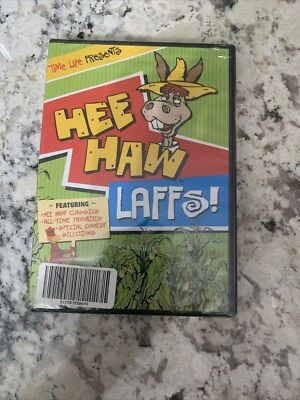 TIME LIFE PRESENTS
HEE
HAW
LAFFS!
- FEATURING -
•HEE HAW CLASSICS
•ALL-TIME FAVORITES
•SPECIAL COMEDY
SELECTIONS